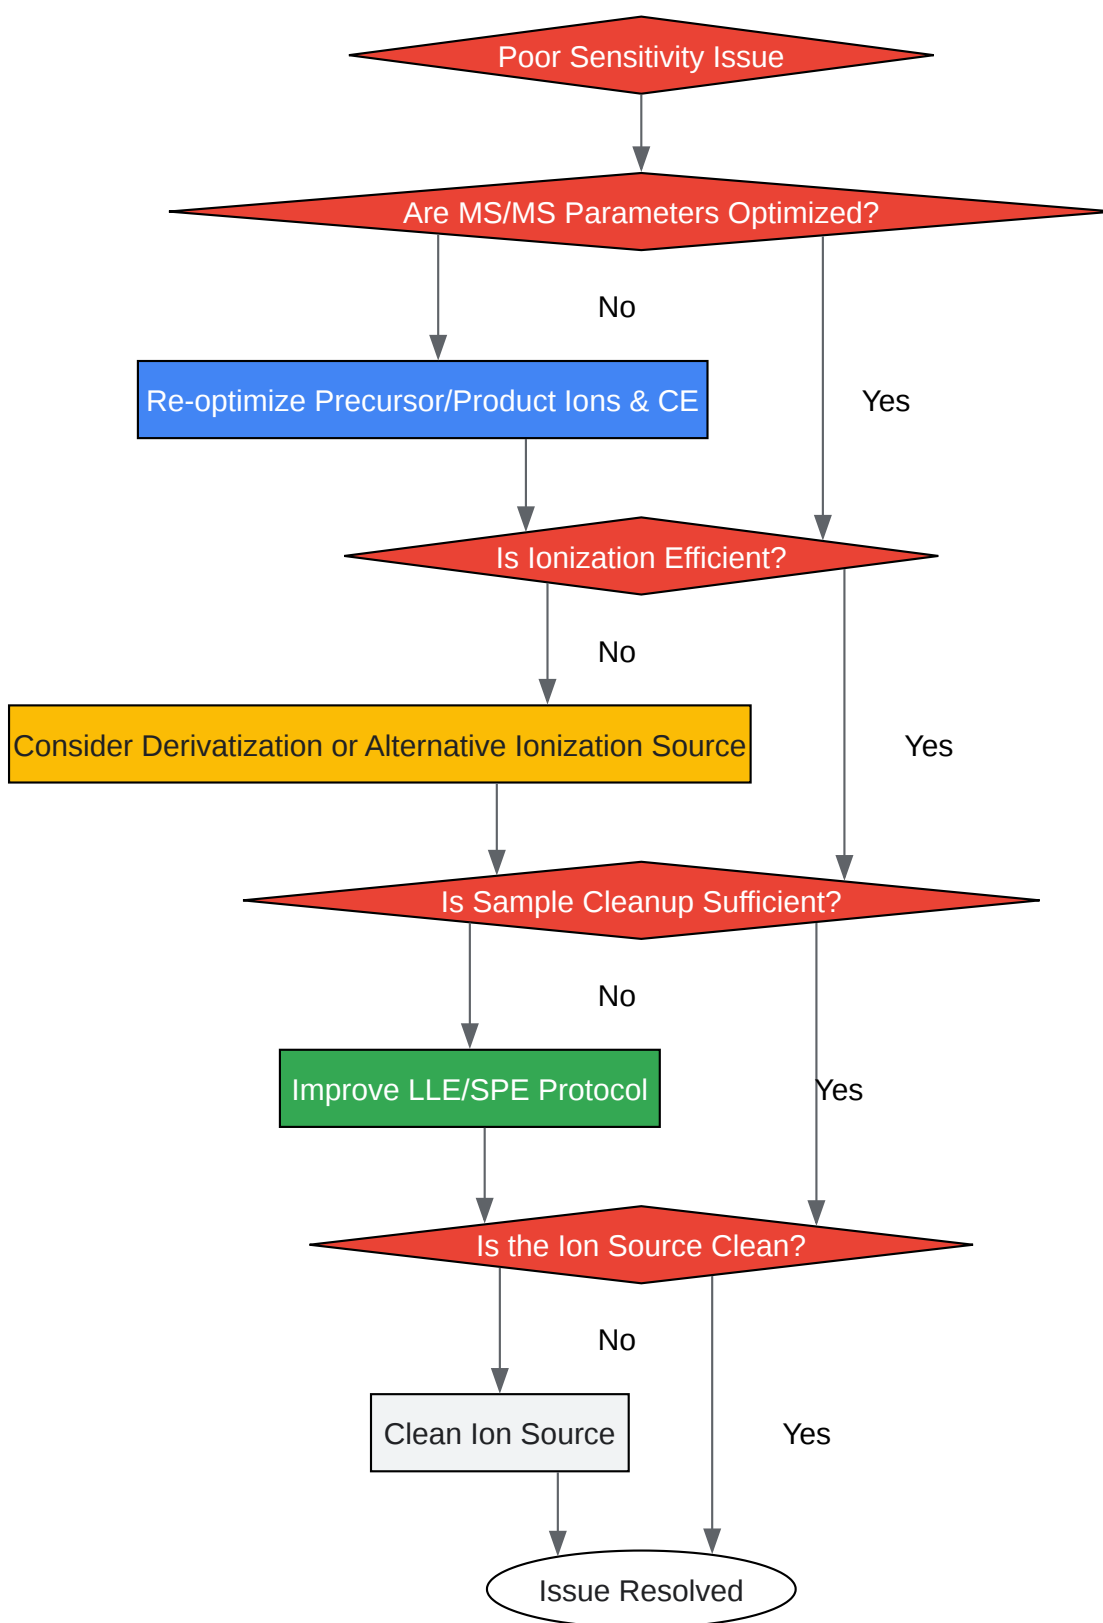 Poor Sensitivity Issue
Are MS/MS Parameters Optimized?
No
Re-optimize Precursor/Product Ions & CE
Yes
Is Ionization Efficient?
No
Consider Derivatization or Alternative Ionization Source
Yes
Is Sample Cleanup Sufficient?
No
Improve LLE/SPE Protocol
Yes
Is the Ion Source Clean?
No
Clean Ion Source
Yes
Issue Resolved